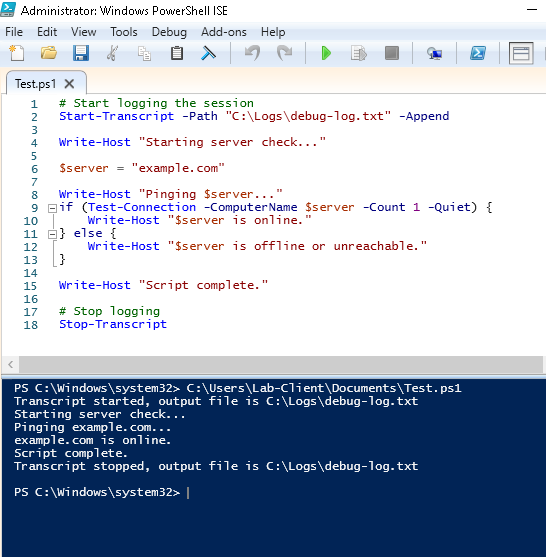 Administrator: Windows PowerShell ISE
File Edit View Tools Debug Add-ons Help
Test.ps1
1 # Start logging the session
2 Start-Transcript -Path "C:\Logs\debug-log.txt" -Append
3
4 Write-Host "Starting server check..."
5
6 $server = "example.com"
7
8 Write-Host "Pinging $server..."
9 if (Test-Connection -ComputerName $server -Count 1 -Quiet) {
10 Write-Host "$server is online."
11 } else {
12 Write-Host "$server is offline or unreachable."
13 }
14
15 Write-Host "Script complete."
16
17 # Stop logging
18 Stop-Transcript
PS C:\Windows\system32> C:\Users\Lab-Client\Documents\Test.ps1
Transcript started, output file is C:\Logs\debug-log.txt
Starting server check...
Pinging example.com...
example.com is online.
Script complete.
Transcript stopped, output file is C:\Logs\debug-log.txt
PS C:\Windows\system32>